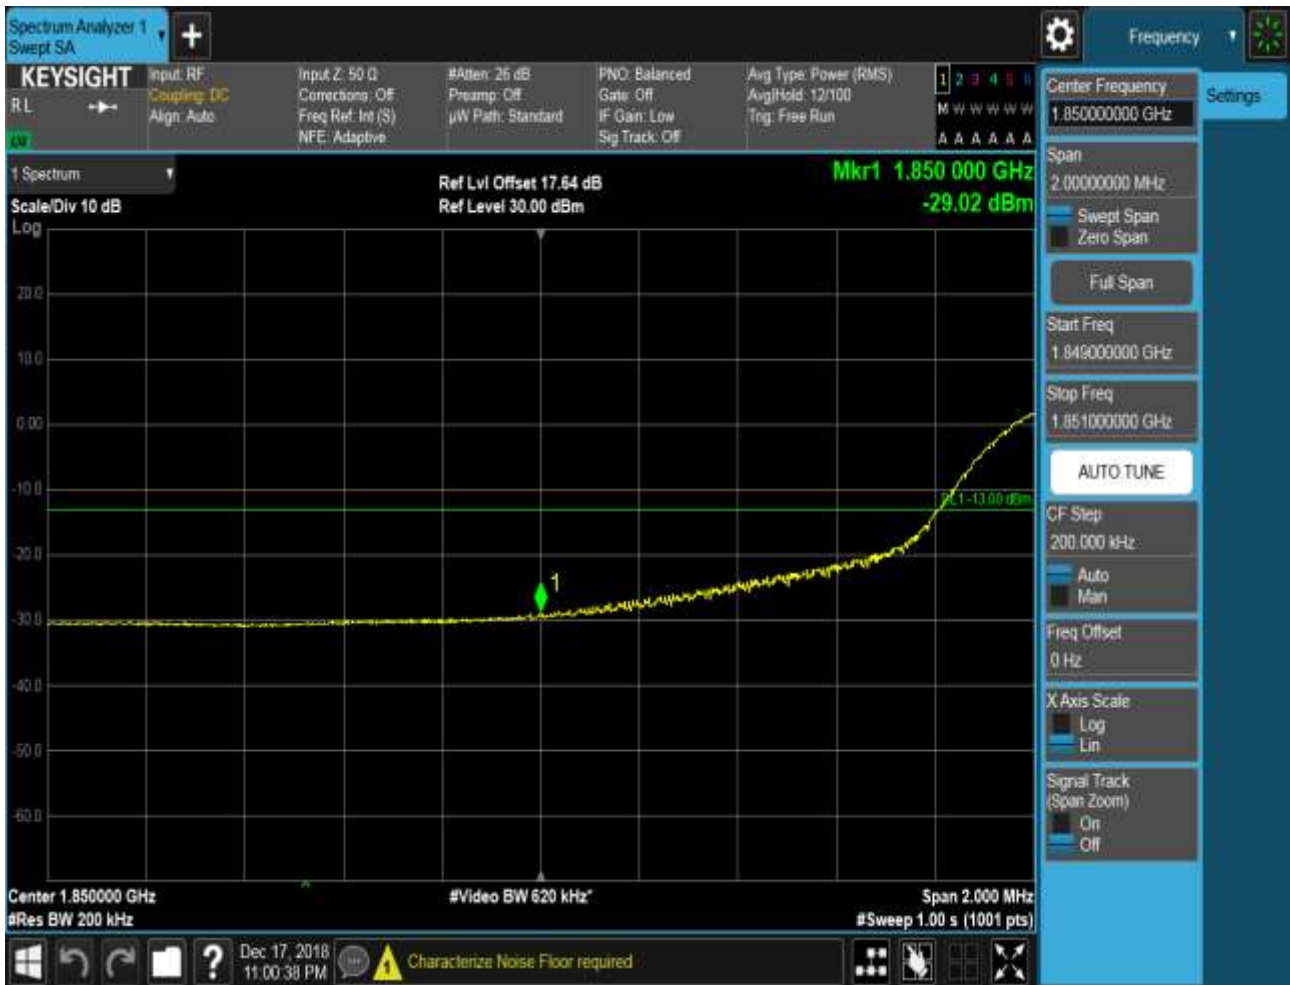 Spectrum Analyzer 1
Swept SA
Frequency
KEYSIGHT
RL
Input: RF
Coupling: DC
Align: Auto
Input Z: 50 Ω
Corrections: Off
Freq Ref: Int (S)
NFE: Adaptive
#Atten: 26 dB
Preamp: Off
µW Path: Standard
PNO: Balanced
Gate: Off
IF Gain: Low
Sig Track: Off
Avg Type: Power (RMS)
Avg|Hold: 12/100
Trig: Free Run
1 2 3 4 5 6
M W W W W W
A A A A A A
1 Spectrum
Scale/Div 10 dB
Log
Ref Lvl Offset 17.64 dB
Ref Level 30.00 dBm
Mkr1 1.850 000 GHz
-29.02 dBm
20.0
10.0
0.00
-10.0
-20.0
-30.0
-40.0
-50.0
-60.0
DL1 -13.00 dBm
1
Center 1.850000 GHz
#Res BW 200 kHz
#Video BW 620 kHz*
Span 2.000 MHz
#Sweep 1.00 s (1001 pts)
Dec 17, 2018
11:00:38 PM
Characterize Noise Floor required
Center Frequency
1.850000000 GHz
Settings
Span
2.00000000 MHz
Swept Span
Zero Span
Full Span
Start Freq
1.849000000 GHz
Stop Freq
1.851000000 GHz
AUTO TUNE
CF Step
200.000 kHz
Auto
Man
Freq Offset
0 Hz
X Axis Scale
Log
Lin
Signal Track
(Span Zoom)
On
Off